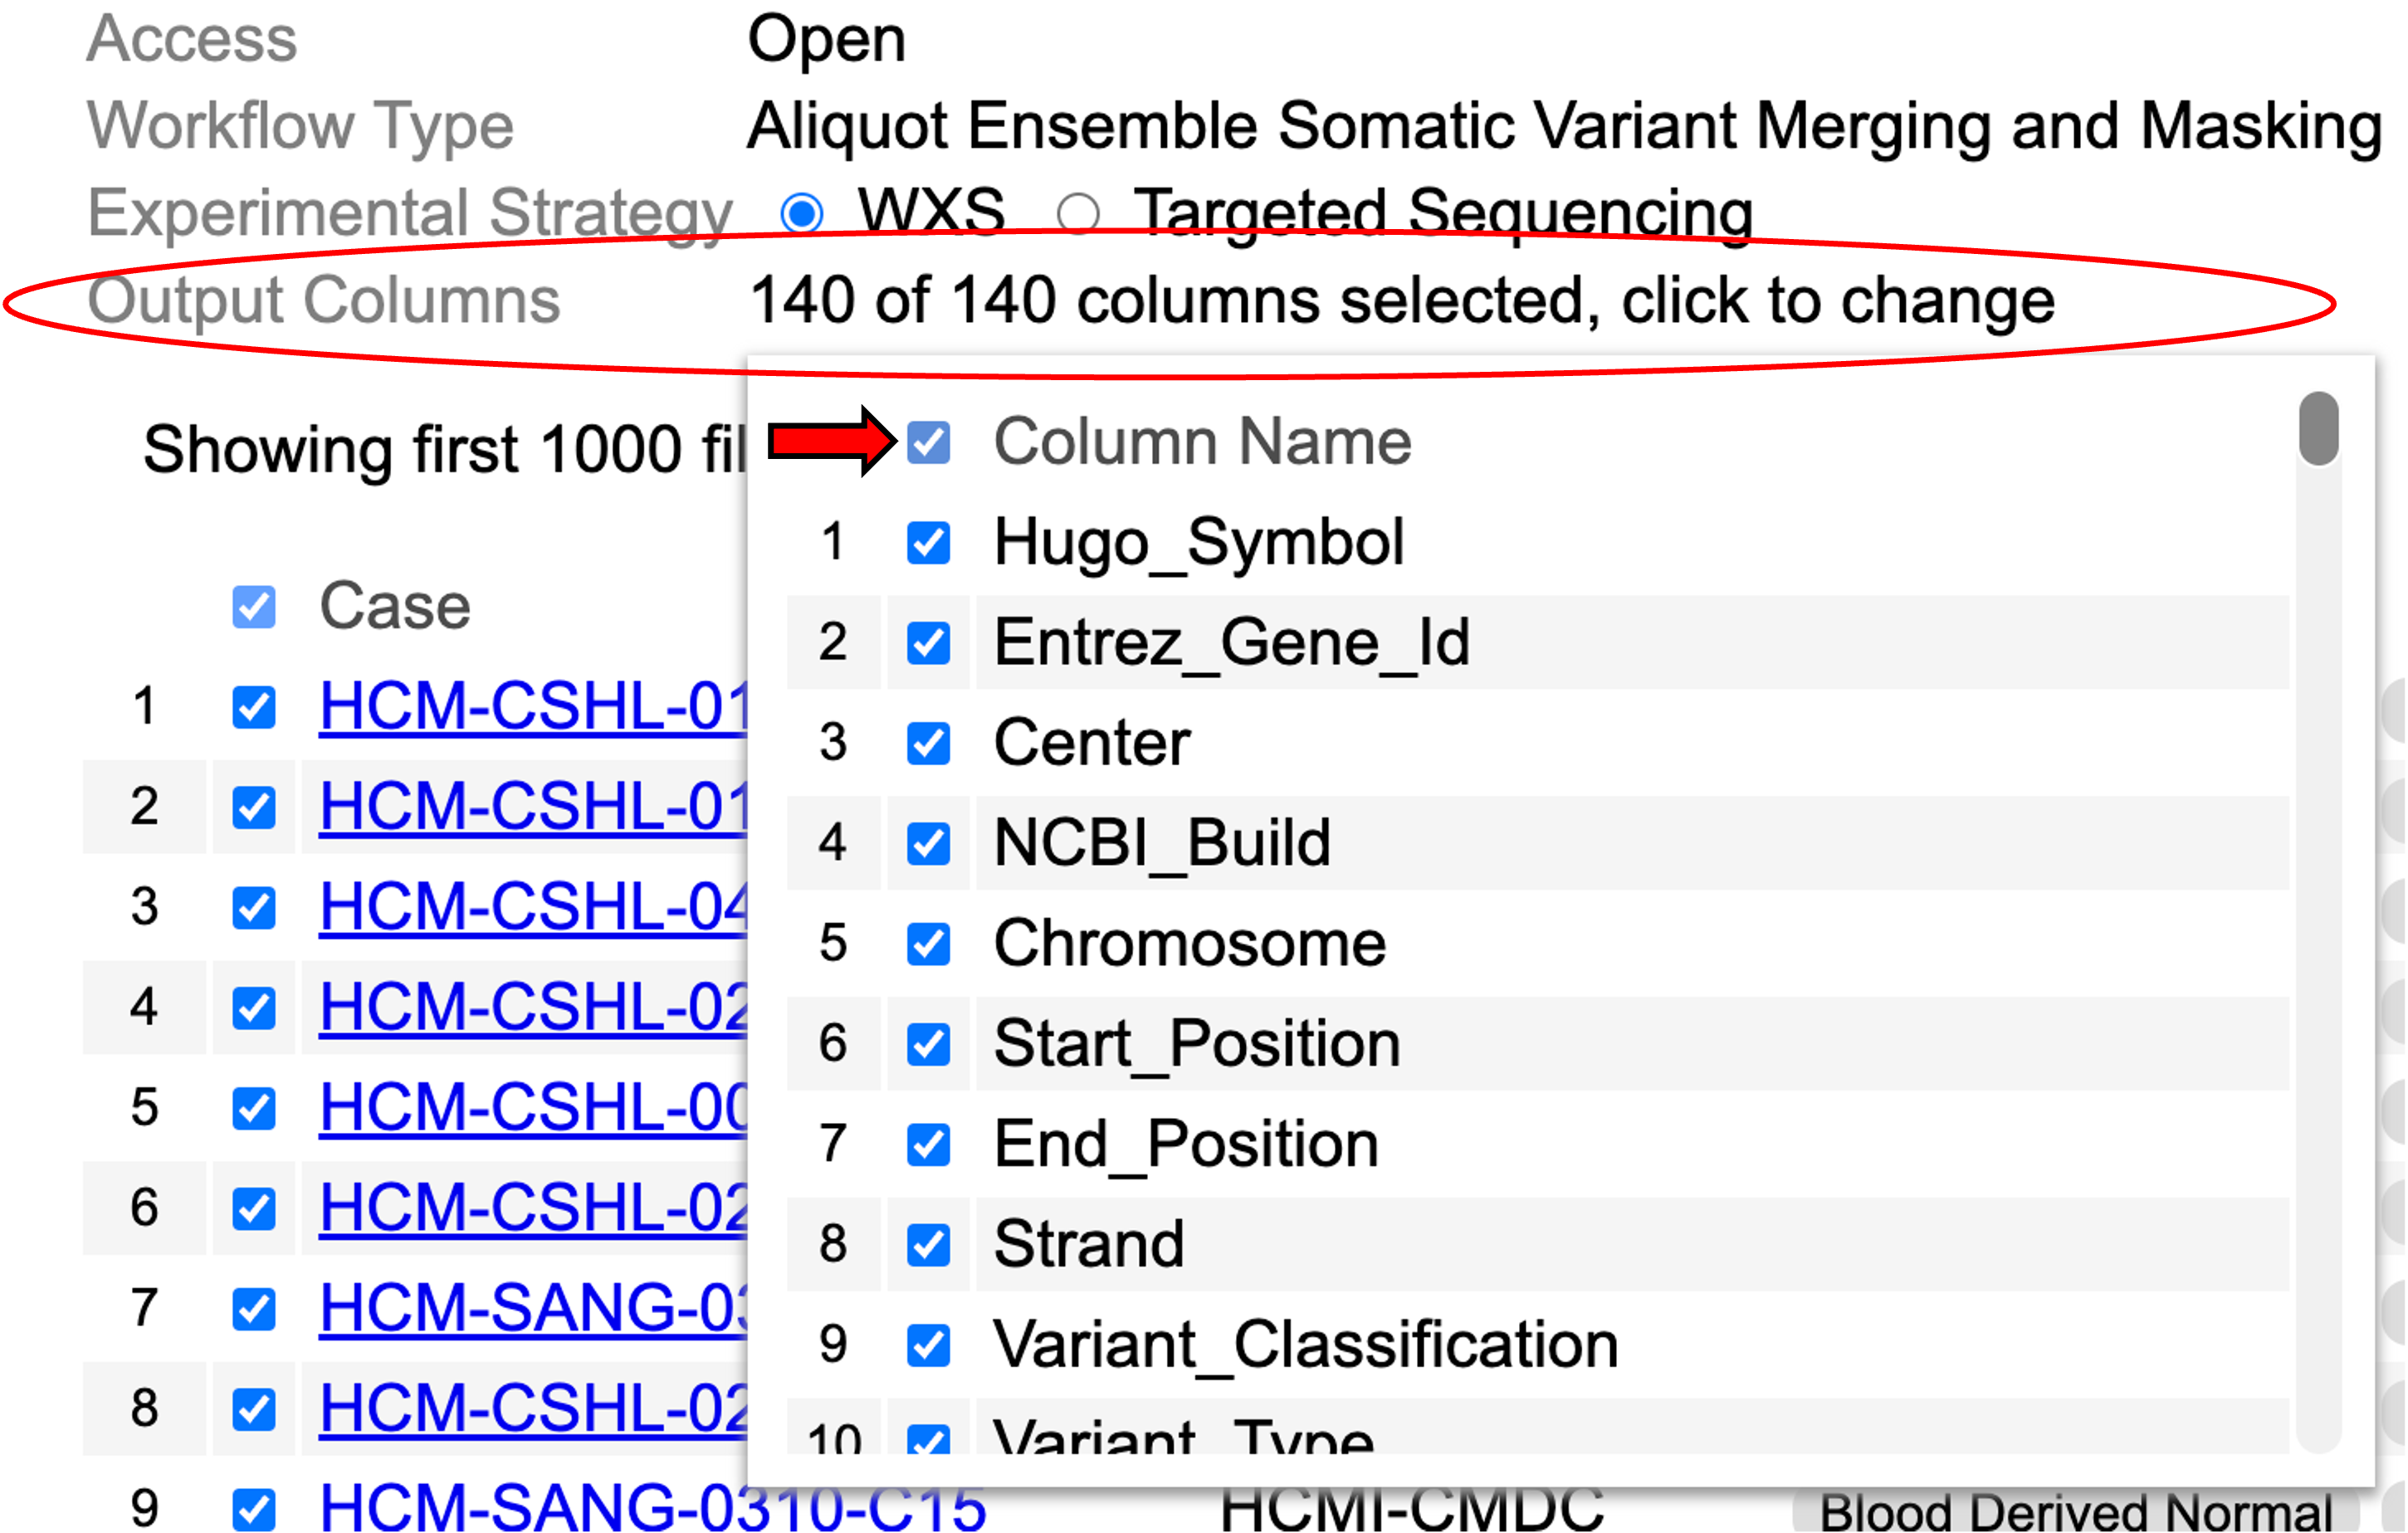 Access Open
Workflow Type Aliquot Ensemble Somatic Variant Merging and Masking
Experimental Strategy WXS Targeted Sequencing
Output Columns 140 of 140 columns selected, click to change
Showing first 1000
Column Name
1 Hugo_Symbol
2 Entrez_Gene_Id
3 Center
4 NCBI_Build
5 Chromosome
6 Start_Position
7 End_Position
8 Strand
9 Variant_Classification
10 Variant_Type
Case
1 HCM-CSHL-01
2 HCM-CSHL-01
3 HCM-CSHL-04
4 HCM-CSHL-02
5 HCM-CSHL-00
6 HCM-CSHL-02
7 HCM-SANG-03
8 HCM-CSHL-02
9 HCM-SANG-0310-C15 HCMI-CMDC Blood Derived Normal